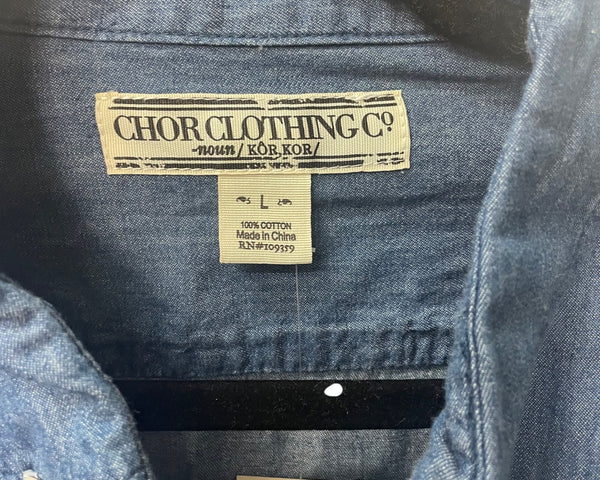 CHOR CLOTHING Cº
-noun/ KÔR, KOR/
L
100% COTTON
Made in China
RN#109359